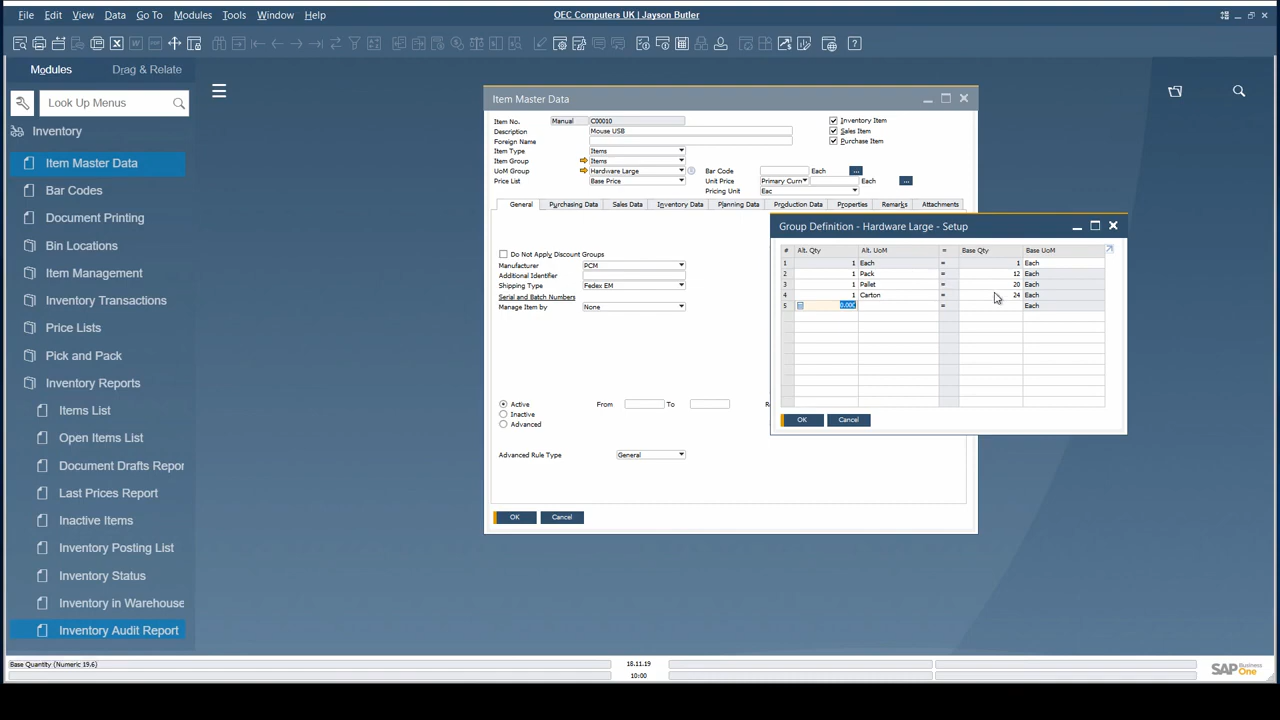 File Edit View Data Go To Modules Tools Window Help
OEC Computers UK | Jayson Butler
Modules Drag & Relate
Look Up Menus
Inventory
Item Master Data
Bar Codes
Document Printing
Bin Locations
Item Management
Inventory Transactions
Price Lists
Pick and Pack
Inventory Reports
Items List
Open Items List
Document Drafts Repor
Last Prices Report
Inactive Items
Inventory Posting List
Inventory Status
Inventory in Warehouse
Inventory Audit Report
Item Master Data
Item No. Manual C00010 Inventory Item
Description Mouse USB Sales Item
Foreign Name Purchase Item
Item Type Items
Item Group Items
UoM Group Hardware Large Bar Code Each ...
Price List Base Price Unit Price Primary Curr Each ...
Pricing Unit Eac
General Purchasing Data Sales Data Inventory Data Planning Data Production Data Properties Remarks Attachments
Do Not Apply Discount Groups
Manufacturer PCM
Additional Identifier
Shipping Type Fedex EM
Serial and Batch Numbers
Manage Item by None
Active From To R
Inactive
Advanced
Advanced Rule Type General
OK Cancel
Group Definition - Hardware Large - Setup
# Alt. Qty Alt. UoM = Base Qty Base UoM
1 1 Each = 1 Each
2 1 Pack = 12 Each
3 1 Pallet = 20 Each
4 1 Carton = 24 Each
5 0.000 = Each
OK Cancel
Base Quantity (Numeric 19.6)
18.11.19
10:00
SAP Business One